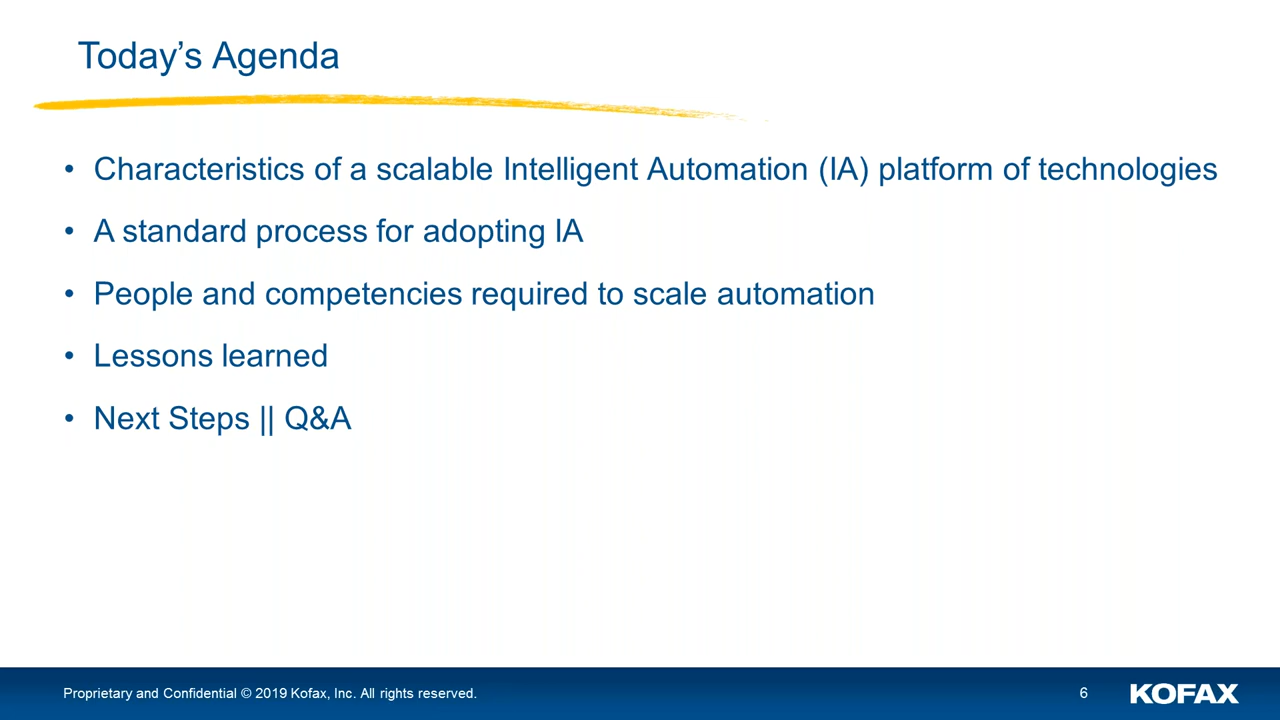 Today’s Agenda
• Characteristics of a scalable Intelligent Automation (IA) platform of technologies
• A standard process for adopting IA
• People and competencies required to scale automation
• Lessons learned
• Next Steps || Q&A
Proprietary and Confidential © 2019 Kofax, Inc. All rights reserved.
6
KOFAX